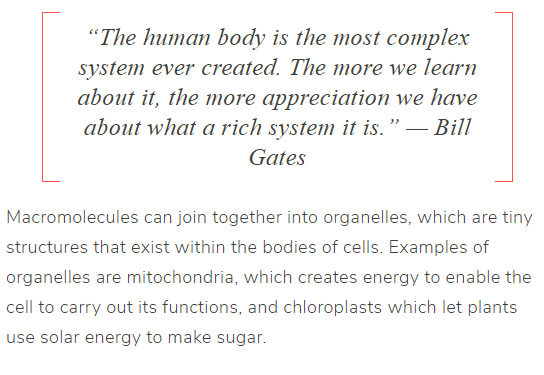 “The human body is the most complex
system ever created. The more we learn
about it, the more appreciation we have
about what a rich system it is.” — Bill
Gates
Macromolecules can join together into organelles, which are tiny
structures that exist within the bodies of cells. Examples of
organelles are mitochondria, which creates energy to enable the
cell to carry out its functions, and chloroplasts which let plants
use solar energy to make sugar.